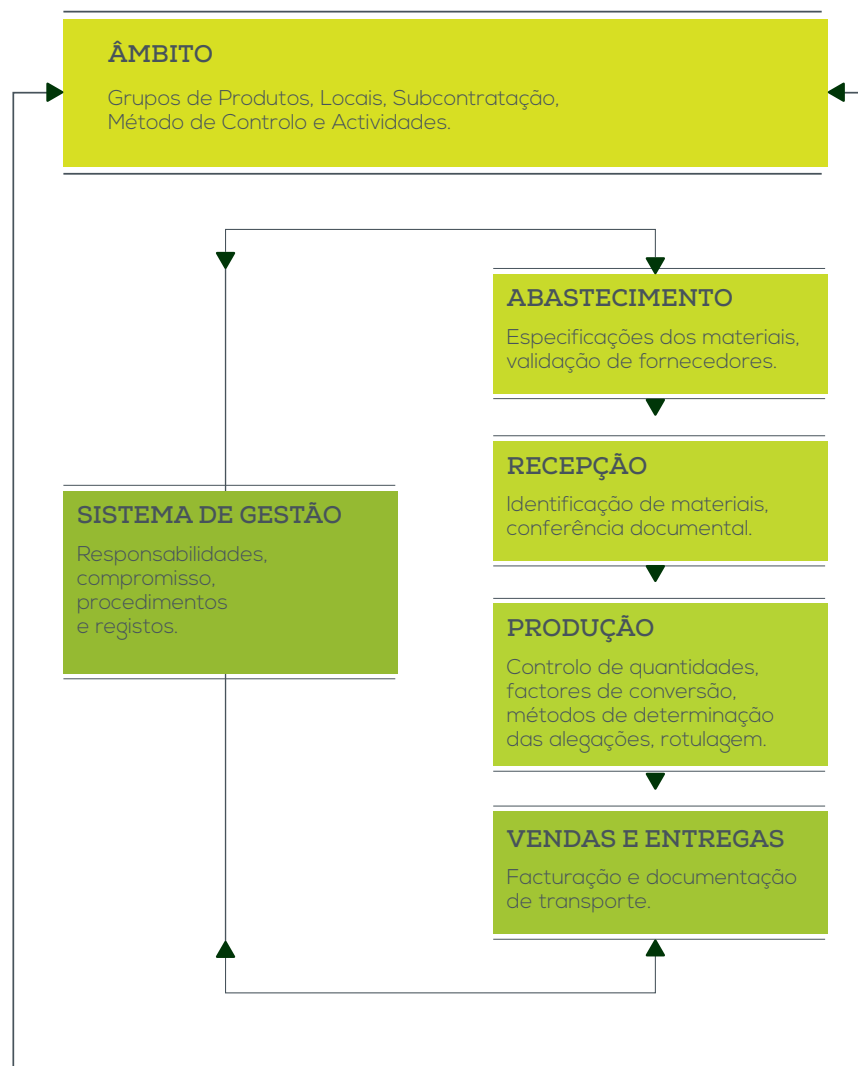 ÂMBITO
Grupos de Produtos, Locais, Subcontratação,
Método de Controlo e Actividades.
ABASTECIMENTO
Especificações dos materiais,
validação de fornecedores.
RECEPÇÃO
Identificação de materiais,
conferência documental.
SISTEMA DE GESTÃO
Responsabilidades,
compromisso,
procedimentos
e registos.
PRODUÇÃO
Controlo de quantidades,
factores de conversão,
métodos de determinação
das alegações, rotulagem.
VENDAS E ENTREGAS
Facturação e documentação
de transporte.